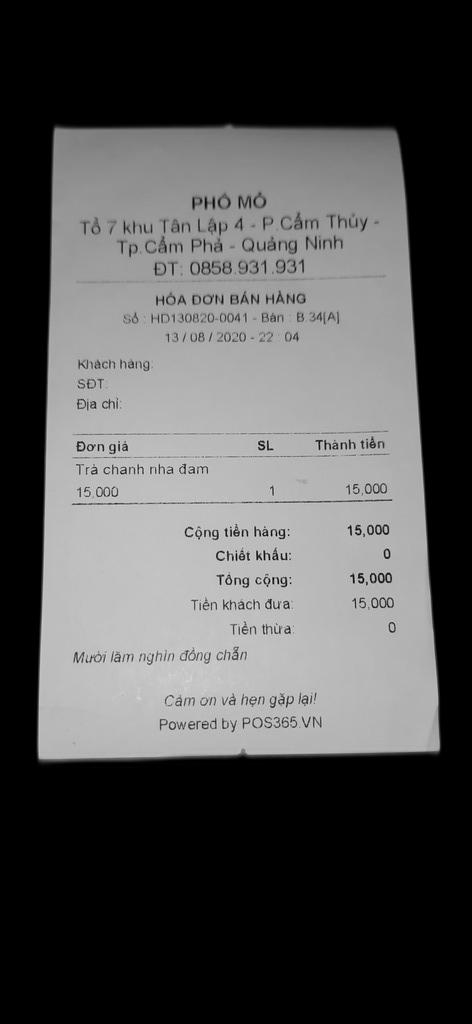 PHỐ MỎ
Tổ 7 khu Tân Lập 4 - P.Cẩm Thủy -
Tp.Cẩm Phả - Quảng Ninh
ĐT: 0858.931.931
HÓA ĐƠN BÁN HÀNG
Số : HD130820-0041 - Bàn : B.34[A]
13 / 08 / 2020 - 22 : 04
Khách hàng:
SĐT:
Địa chỉ:
Đơn giá SL Thành tiền
Trà chanh nha đam
15,000 1 15,000
Cộng tiền hàng: 15,000
Chiết khấu: 0
Tổng cộng: 15,000
Tiền khách đưa: 15,000
Tiền thừa: 0
Mười lăm nghìn đồng chẵn
Cảm ơn và hẹn gặp lại!
Powered by POS365.VN